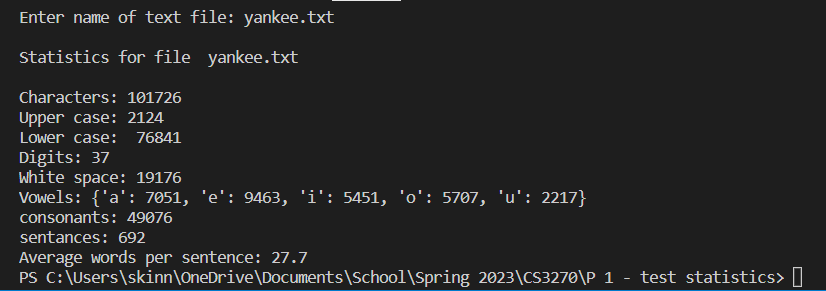 Enter name of text file: yankee.txt
Statistics for file  yankee.txt
Characters: 101726
Upper case: 2124
Lower case:  76841
Digits: 37
White space: 19176
Vowels: {'a': 7051, 'e': 9463, 'i': 5451, 'o': 5707, 'u': 2217}
consonants: 49076
sentances: 692
Average words per sentence: 27.7
PS C:\Users\skinn\OneDrive\Documents\School\Spring 2023\CS3270\P 1 - test statistics>